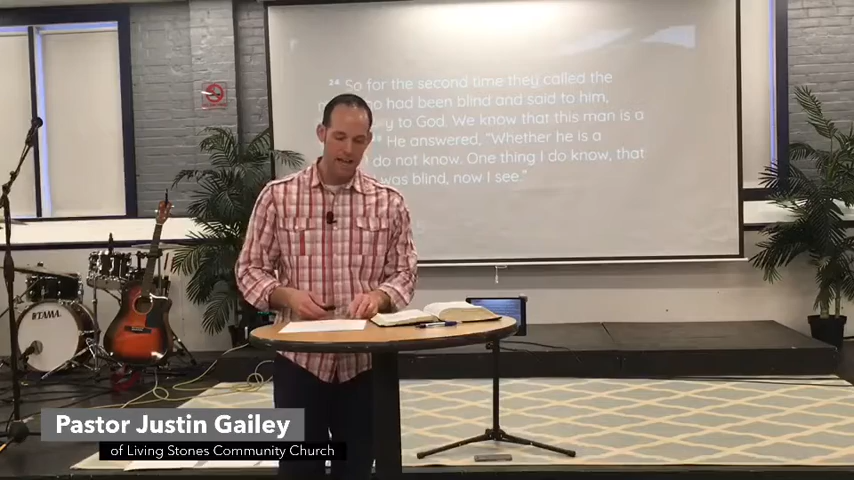 24 So for the second time they called the
had been blind and said to him,
to God. We know that this man is a
He answered, "Whether he is a
I do not know. One thing I do know, that
was blind, now I see."
TAMA
Pastor Justin Gailey
of Living Stones Community Church